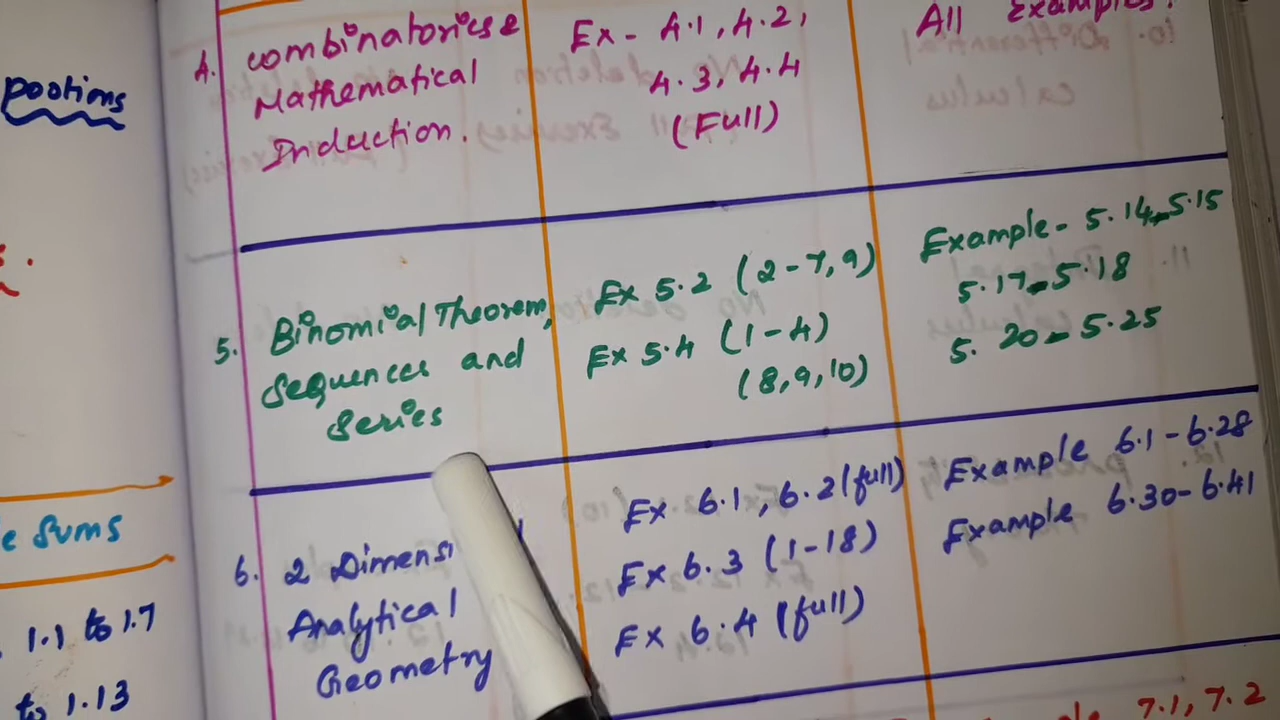 pootions
s.
e Sums
1.1 to 1.7
to 1.13
4. Combinatorics &
Mathematical
Induction.
Ex - 4.1, 4.2,
4.3, 4.4
(Full)
All Examples.
5. Binomial Theorem,
Sequences and
Series
Ex 5.2 (2-7, 9)
Ex 5.4 (1-4)
(8, 9, 10)
Example - 5.14, 5.15
5.17 - 5.18
5.20 - 5.25
6. 2 Dimensi
Analytical
Geometry
Ex 6.1, 6.2 (full)
Ex 6.3 (1-18)
Ex 6.4 (full)
Example 6.1 - 6.28
Example 6.30 - 6.41
7.1, 7.2